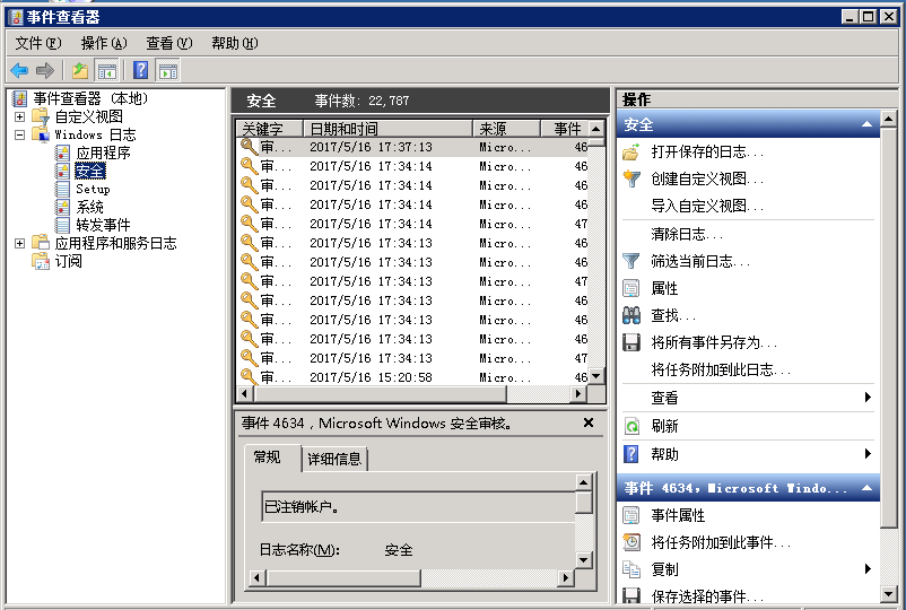 事件查看器
文件(F) 操作(A) 查看(V) 帮助(H)
事件查看器 (本地)
自定义视图
Windows 日志
应用程序
安全
Setup
系统
转发事件
应用程序和服务日志
订阅
安全 事件数: 22,787
关键字 日期和时间 来源 事件
审... 2017/5/16 17:37:13 Micro... 46
审... 2017/5/16 17:34:14 Micro... 46
审... 2017/5/16 17:34:14 Micro... 46
审... 2017/5/16 17:34:14 Micro... 46
审... 2017/5/16 17:34:14 Micro... 47
审... 2017/5/16 17:34:13 Micro... 46
审... 2017/5/16 17:34:13 Micro... 46
审... 2017/5/16 17:34:13 Micro... 47
审... 2017/5/16 17:34:13 Micro... 46
审... 2017/5/16 17:34:13 Micro... 46
审... 2017/5/16 17:34:13 Micro... 46
审... 2017/5/16 17:34:13 Micro... 47
审... 2017/5/16 15:20:58 Micro... 46
事件 4634，Microsoft Windows 安全审核。
常规 详细信息
已注销帐户。
日志名称(M): 安全
操作
安全
打开保存的日志...
创建自定义视图...
导入自定义视图...
清除日志...
筛选当前日志...
属性
查找...
将所有事件另存为...
将任务附加到此日志...
查看
刷新
帮助
事件 4634，Microsoft Windo...
事件属性
将任务附加到此事件...
复制
保存选择的事件...